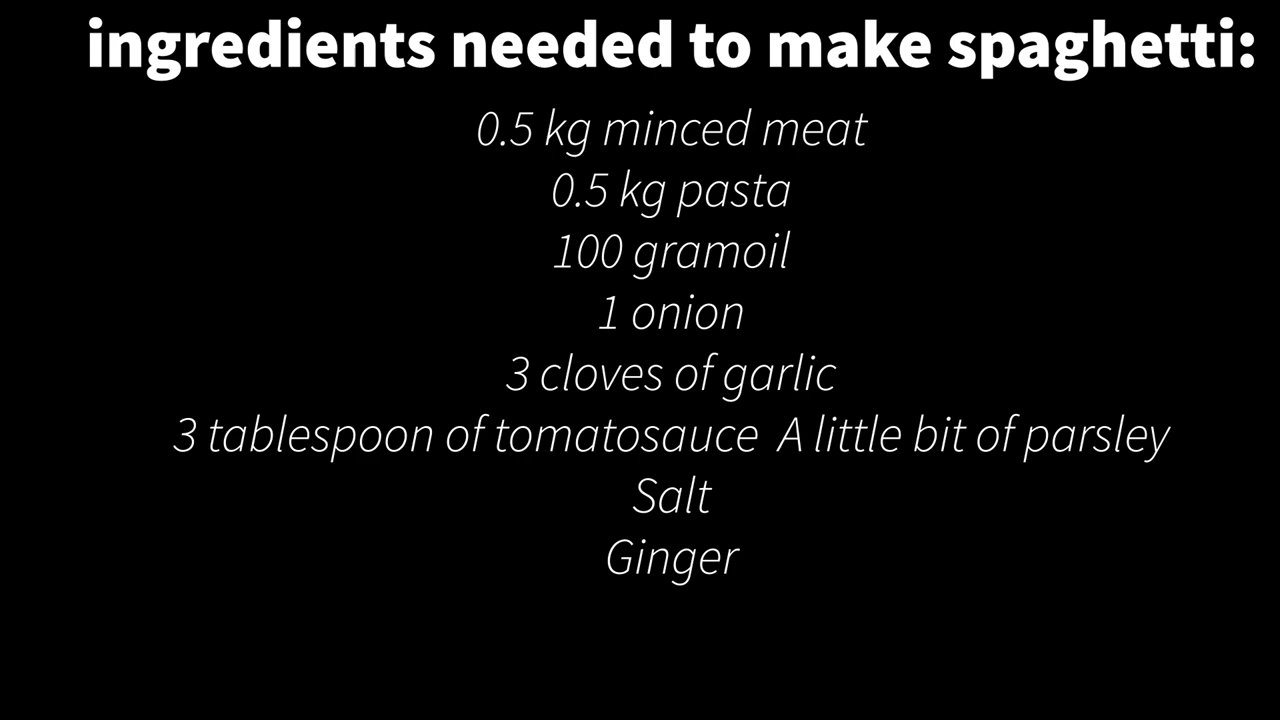 ingredients needed to make spaghetti:
0.5 kg minced meat
0.5 kg pasta
100 gramoil
1 onion
3 cloves of garlic
3 tablespoon of tomatosauce  A little bit of parsley
Salt
Ginger